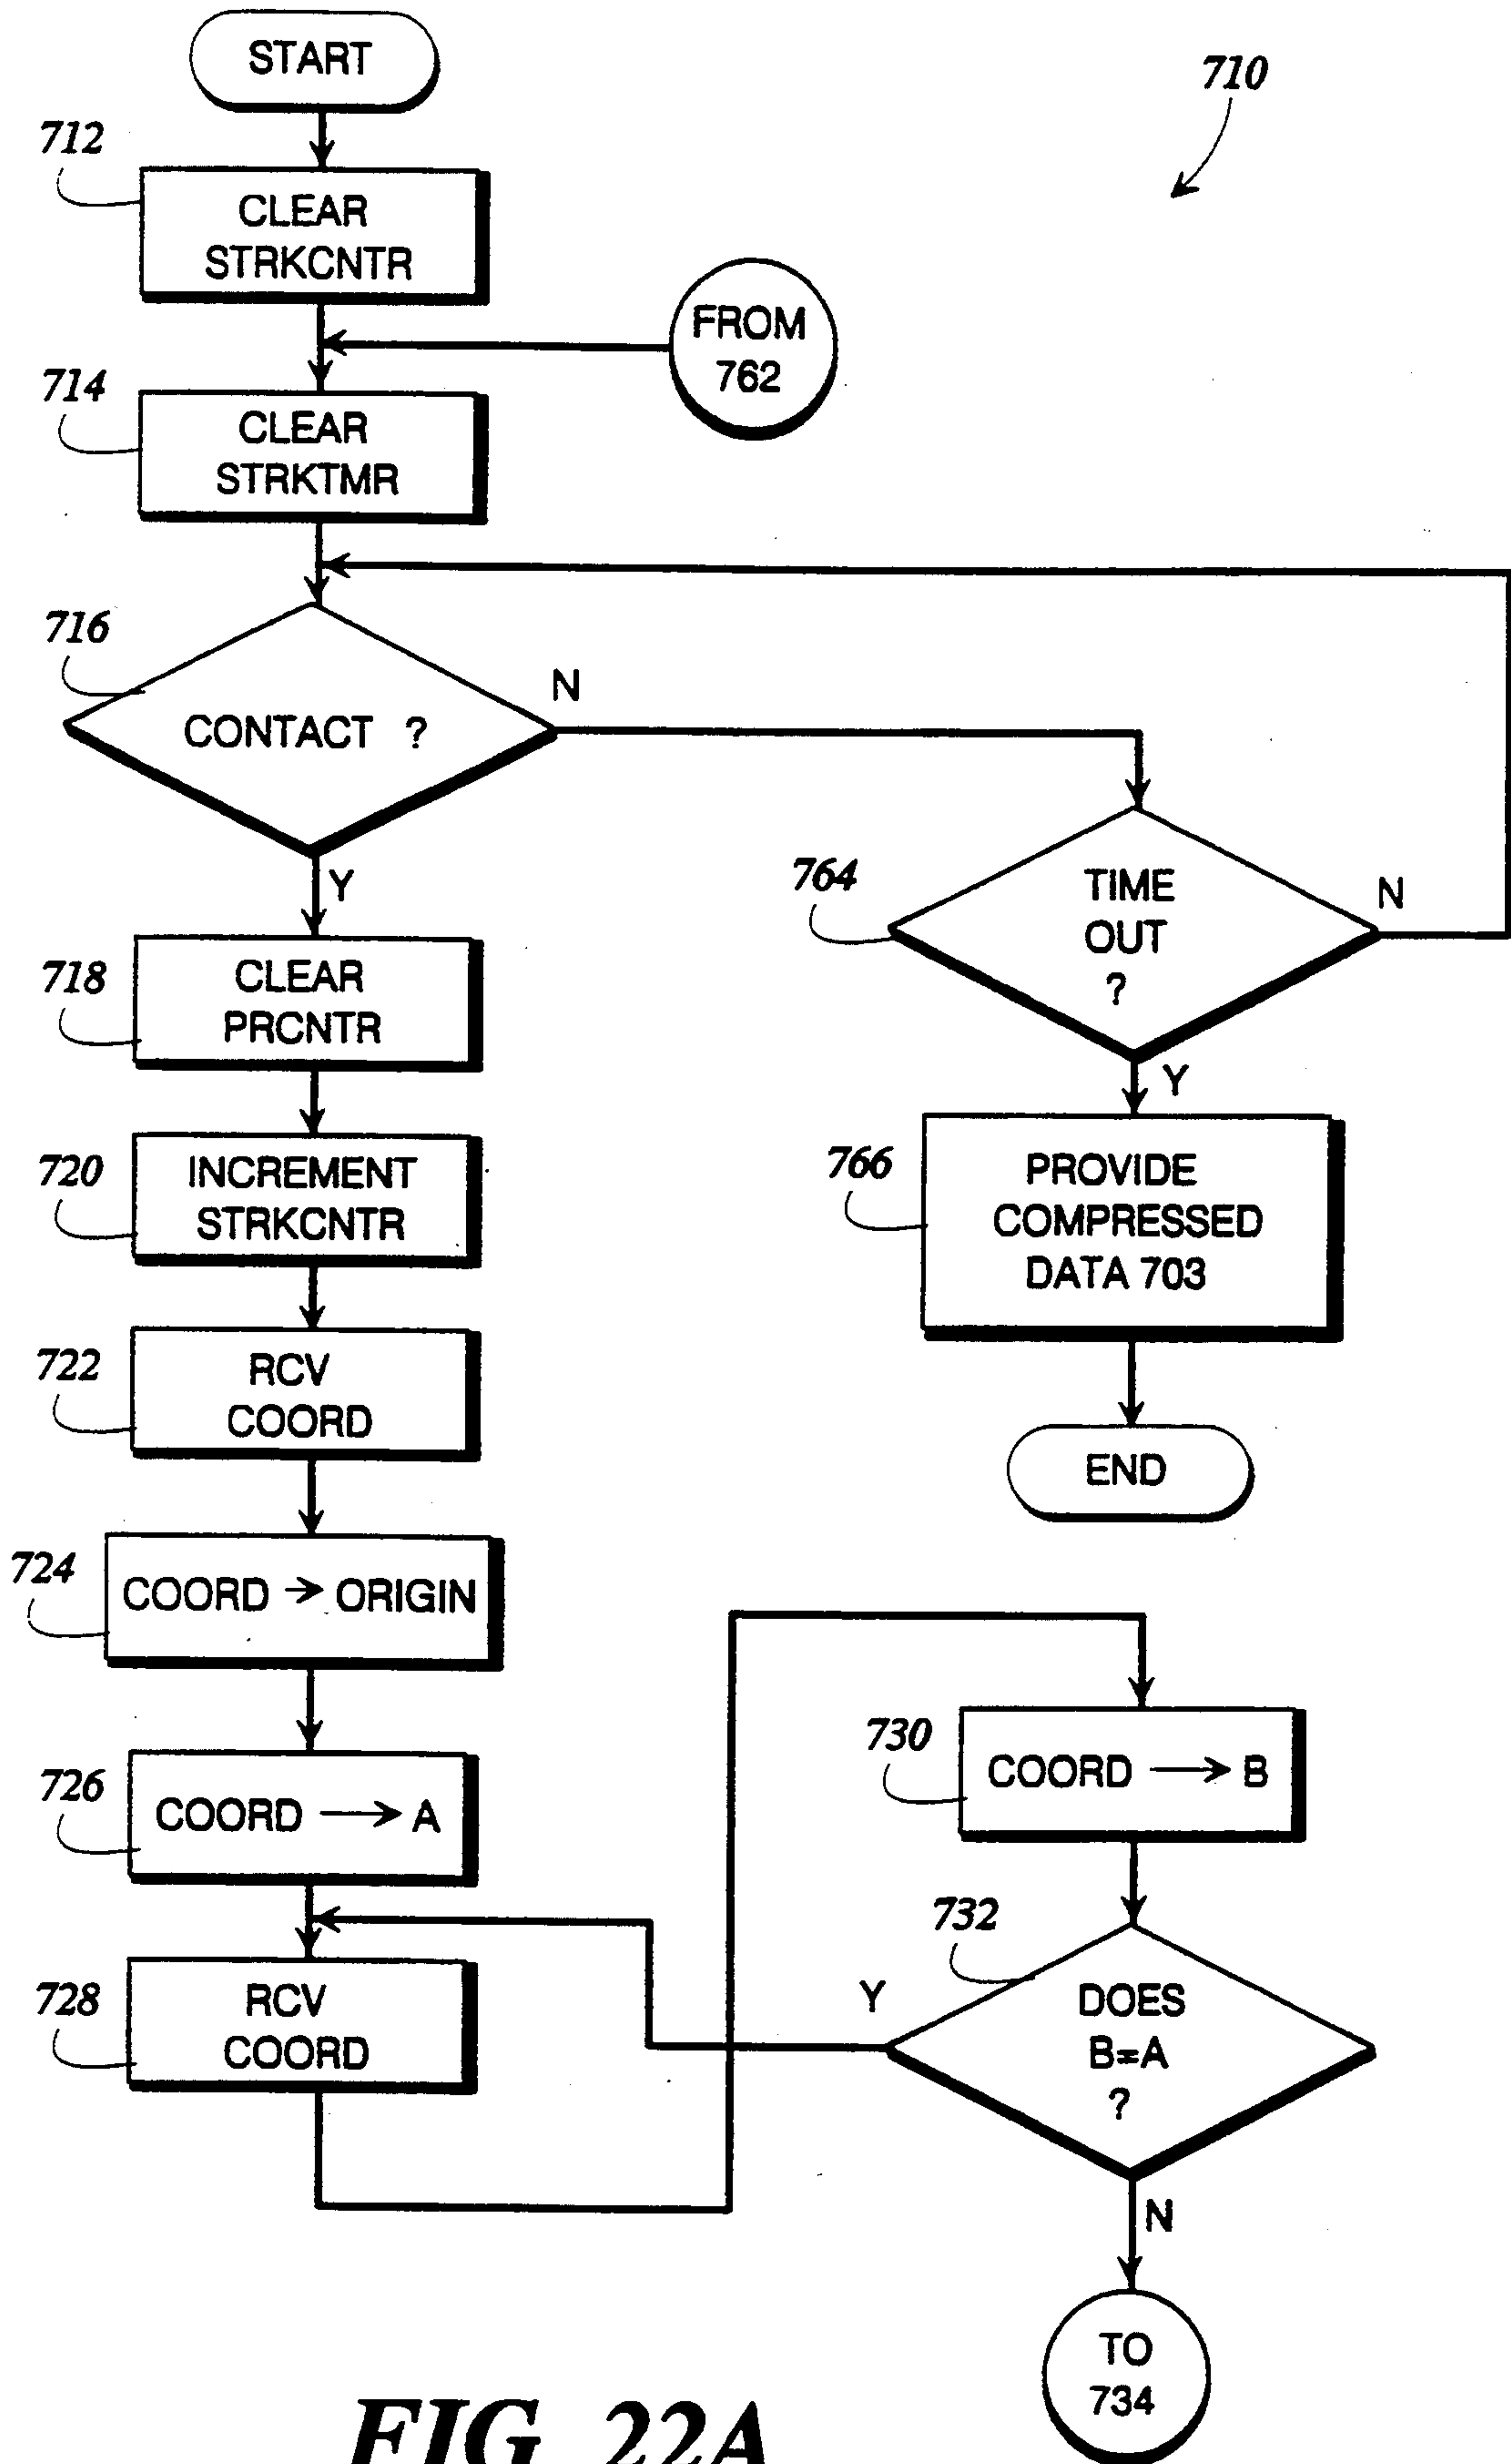 START
710
712
CLEAR
STRKCNTR
FROM
762
714
CLEAR
STRKTMR
716
CONTACT ?
N
Y
764
TIME
OUT
?
N
Y
718
CLEAR
PRCNTR
720
INCREMENT
STRKCNTR
766
PROVIDE
COMPRESSED
DATA 703
722
RCV
COORD
END
724
COORD → ORIGIN
726
COORD → A
730
COORD → B
728
RCV
COORD
732
DOES
B=A
?
Y
N
TO
734
FIG 22A